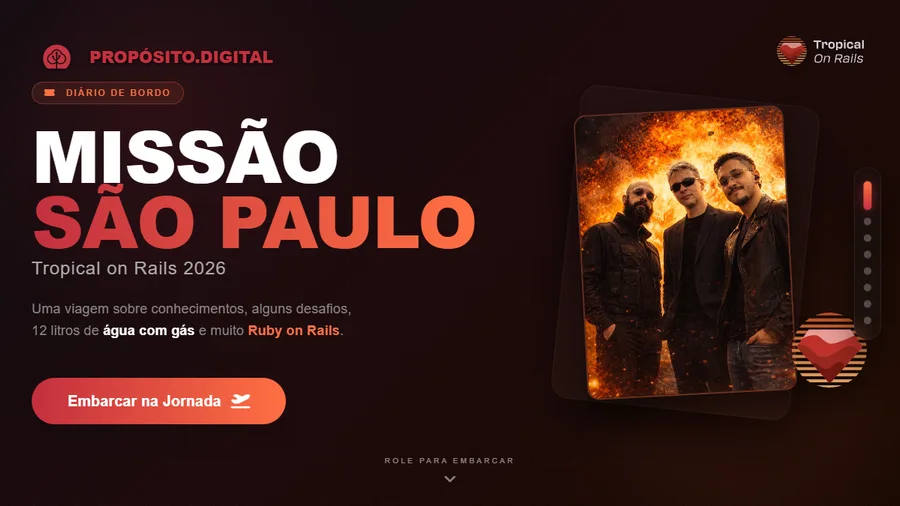 PROPÓSITO.DIGITAL
Tropical
On Rails
DIÁRIO DE BORDO
MISSÃO
SÃO PAULO
Tropical on Rails 2026
Uma viagem sobre conhecimentos, alguns desafios,
12 litros de água com gás e muito Ruby on Rails.
Embarcar na Jornada
ROLE PARA EMBARCAR